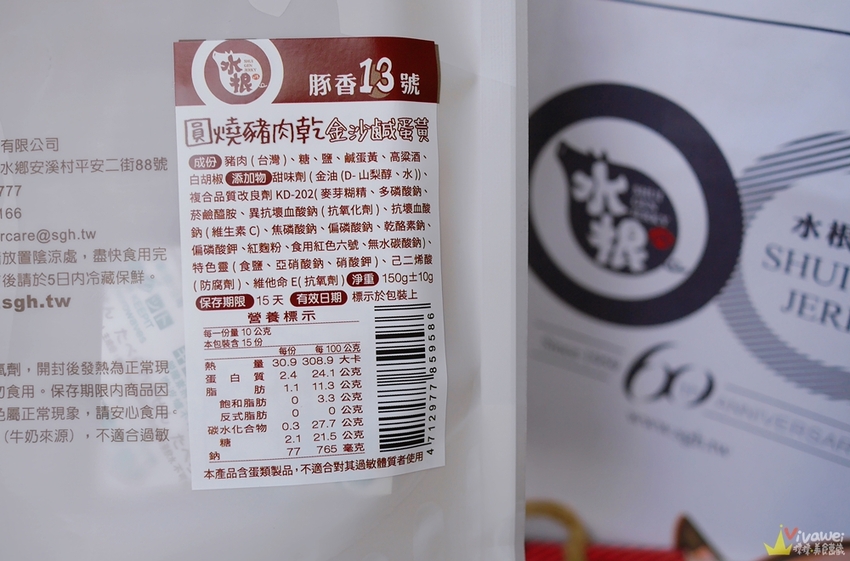 水根
豚香13號
圓燒豬肉乾 金沙鹹蛋黃
成份 豬肉(台灣)、糖、鹽、鹹蛋黃、高粱酒、
白胡椒 添加物 甜味劑(金油(D-山梨醇、水))、
複合品質改良劑KD-202(麥芽糊精、多磷酸鈉)、
菸鹼醯胺、異抗壞血酸鈉(抗氧化劑)、抗壞血酸
鈉(維生素C)、焦磷酸鈉、偏磷酸鈉、乾酪素鈉、
偏磷酸鉀、紅麴粉、食用紅色六號、無水碳酸鈉)、
特色靈(食鹽、亞硝酸鈉、硝酸鉀)、己二烯酸
(防腐劑)、維他命E(抗氧劑) 淨重 150g±10g
保存期限 15天 有效日期 標示於包裝上
營養標示
每一份量10公克
本包裝含15份
每份 每100公克
熱量 30.9 308.9 大卡
蛋白質 2.4 24.1 公克
脂肪 1.1 11.3 公克
飽和脂肪 0 3.3 公克
反式脂肪 0 0 公克
碳水化合物 0.3 27.7 公克
糖 2.1 21.5 公克
鈉 77 765 毫克
本產品含蛋類製品,不適合對其過敏體質者使用
4712977859586
有限公司
水鄉安溪村平安二街88號
777
166
rcare@sgh.tw
放置陰涼處,盡快食用完
後請於5日內冷藏保鮮。
sgh.tw
氧劑,開封後發熱為正常現
勿食用。保存期限內商品因
色屬正常現象,請安心食用。
(牛奶來源),不適合過敏
水根
水根
SHUI
JER
60
ANNIVERSARY
www.sgh.tw
Vivawei